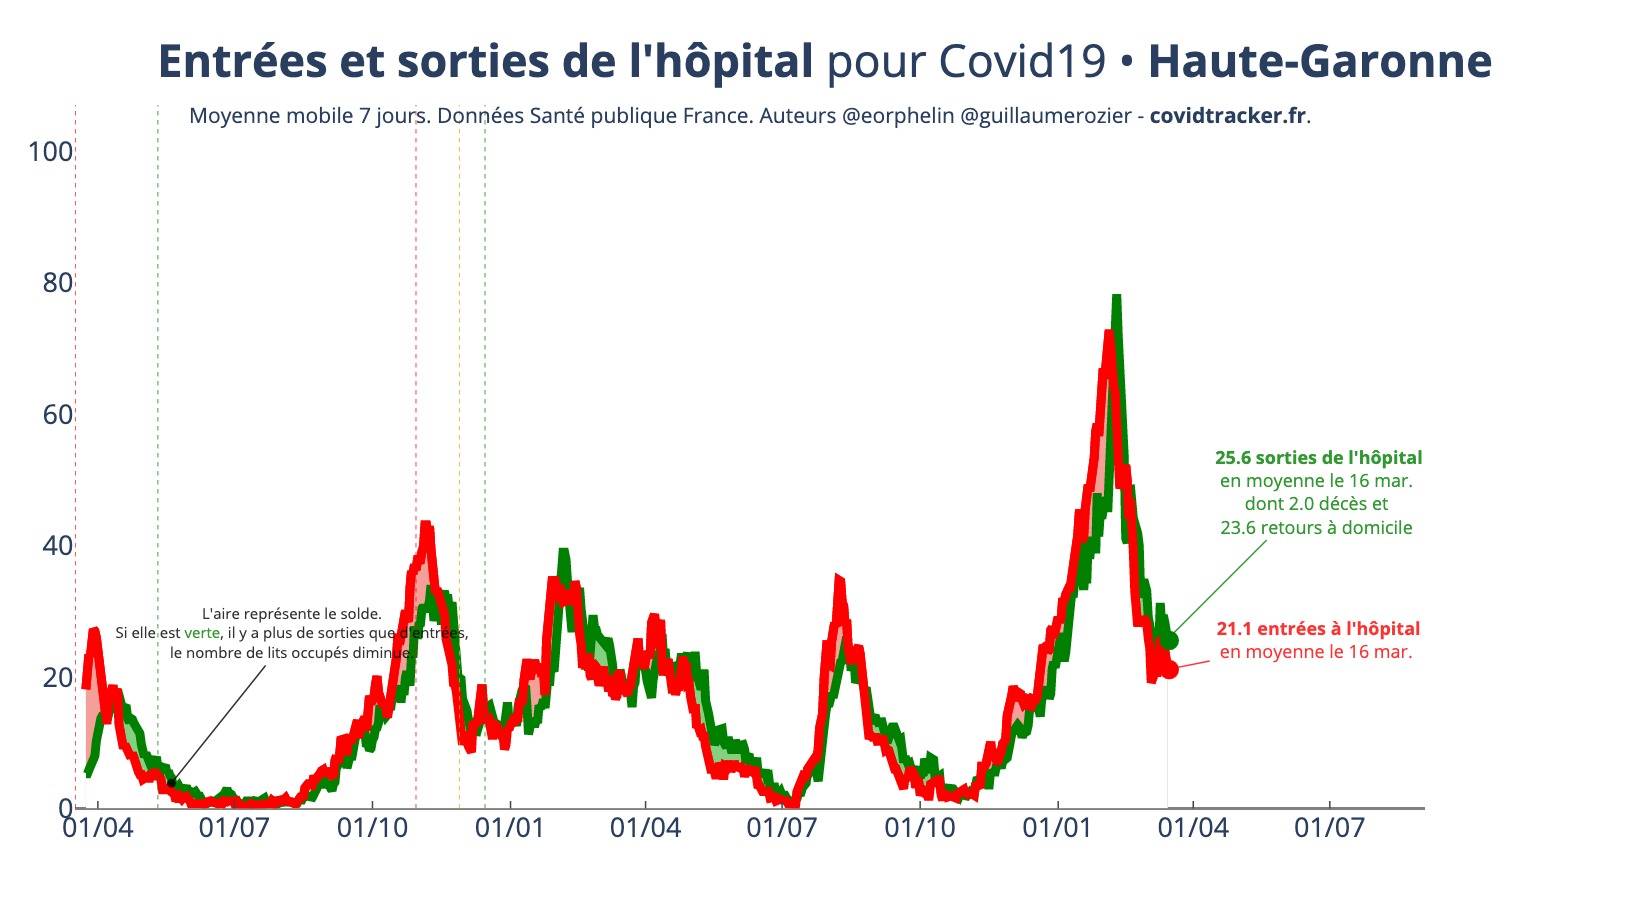 Entrées et sorties de l'hôpital pour Covid19 • Haute-Garonne
Moyenne mobile 7 jours. Données Santé publique France. Auteurs @eorphelin @guillaumerozier - covidtracker.fr.
100
80
60
40
20
0
25.6 sorties de l'hôpital
en moyenne le 16 mar.
dont 2.0 décès et
23.6 retours à domicile
L'aire représente le solde.
Si elle est verte, il y a plus de sorties que d'entrées,
le nombre de lits occupés diminue.
21.1 entrées à l'hôpital
en moyenne le 16 mar.
01/04 01/07 01/10 01/01 01/04 01/07 01/10 01/01 01/04 01/07